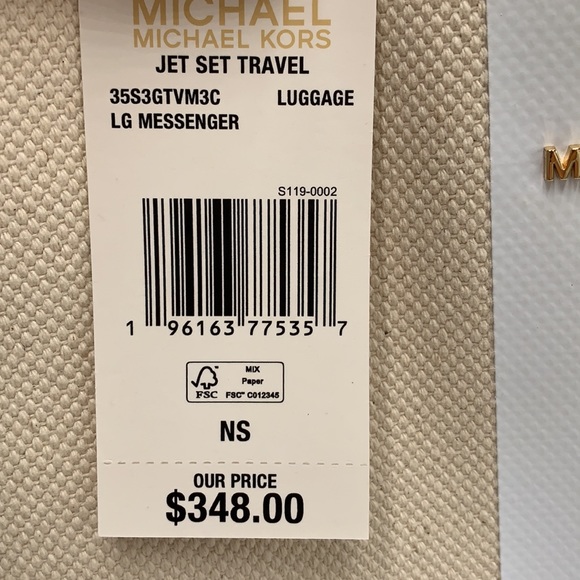 MICHAEL
MICHAEL KORS
JET SET TRAVEL
35S3GTVM3C LUGGAGE
LG MESSENGER
S119-0002
1 96163 77535 7
FSC
MIX
Paper
FSC™ C012345
NS
OUR PRICE
$348.00
M